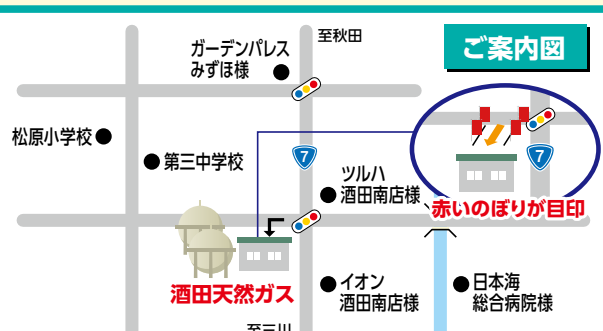 ご案内図
至秋田
ガーデンパレス
みずほ様
松原小学校
第三中学校
7
7
ツルハ
酒田南店様
赤いのぼりが目印
酒田天然ガス
イオン
酒田南店様
日本海
総合病院様
至三川